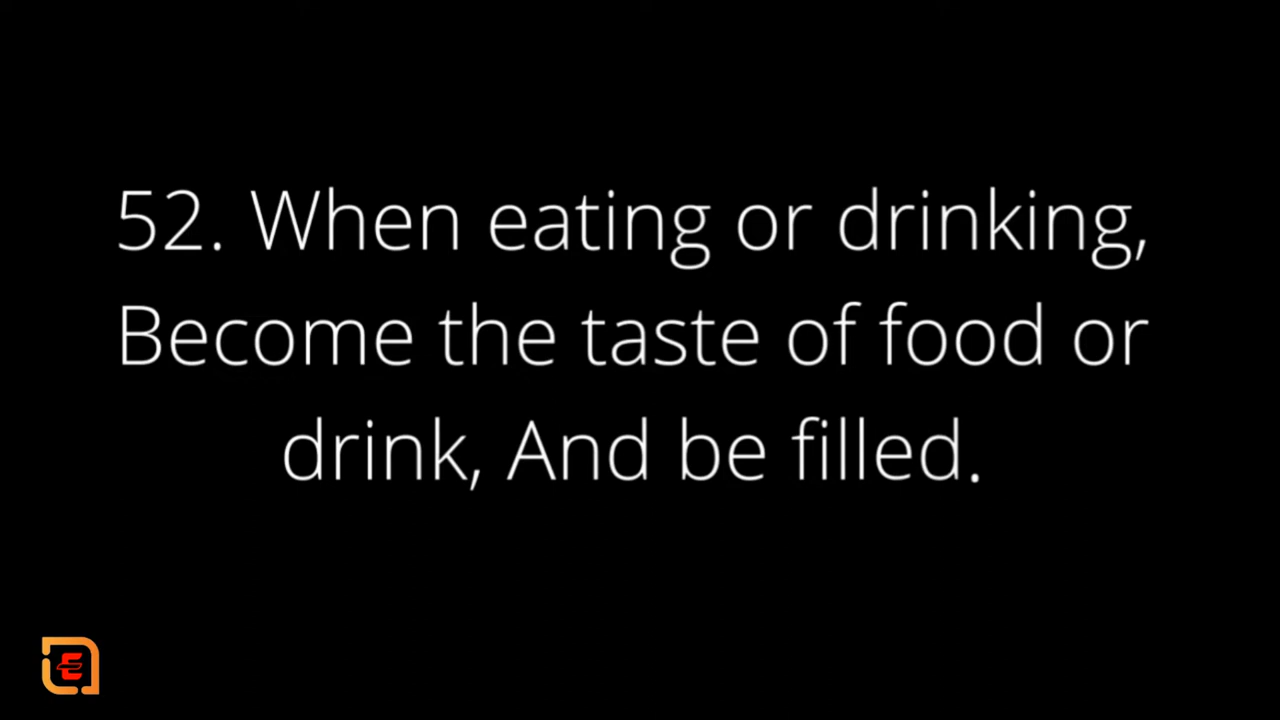 52. When eating or drinking,
Become the taste of food or
drink, And be filled.
E